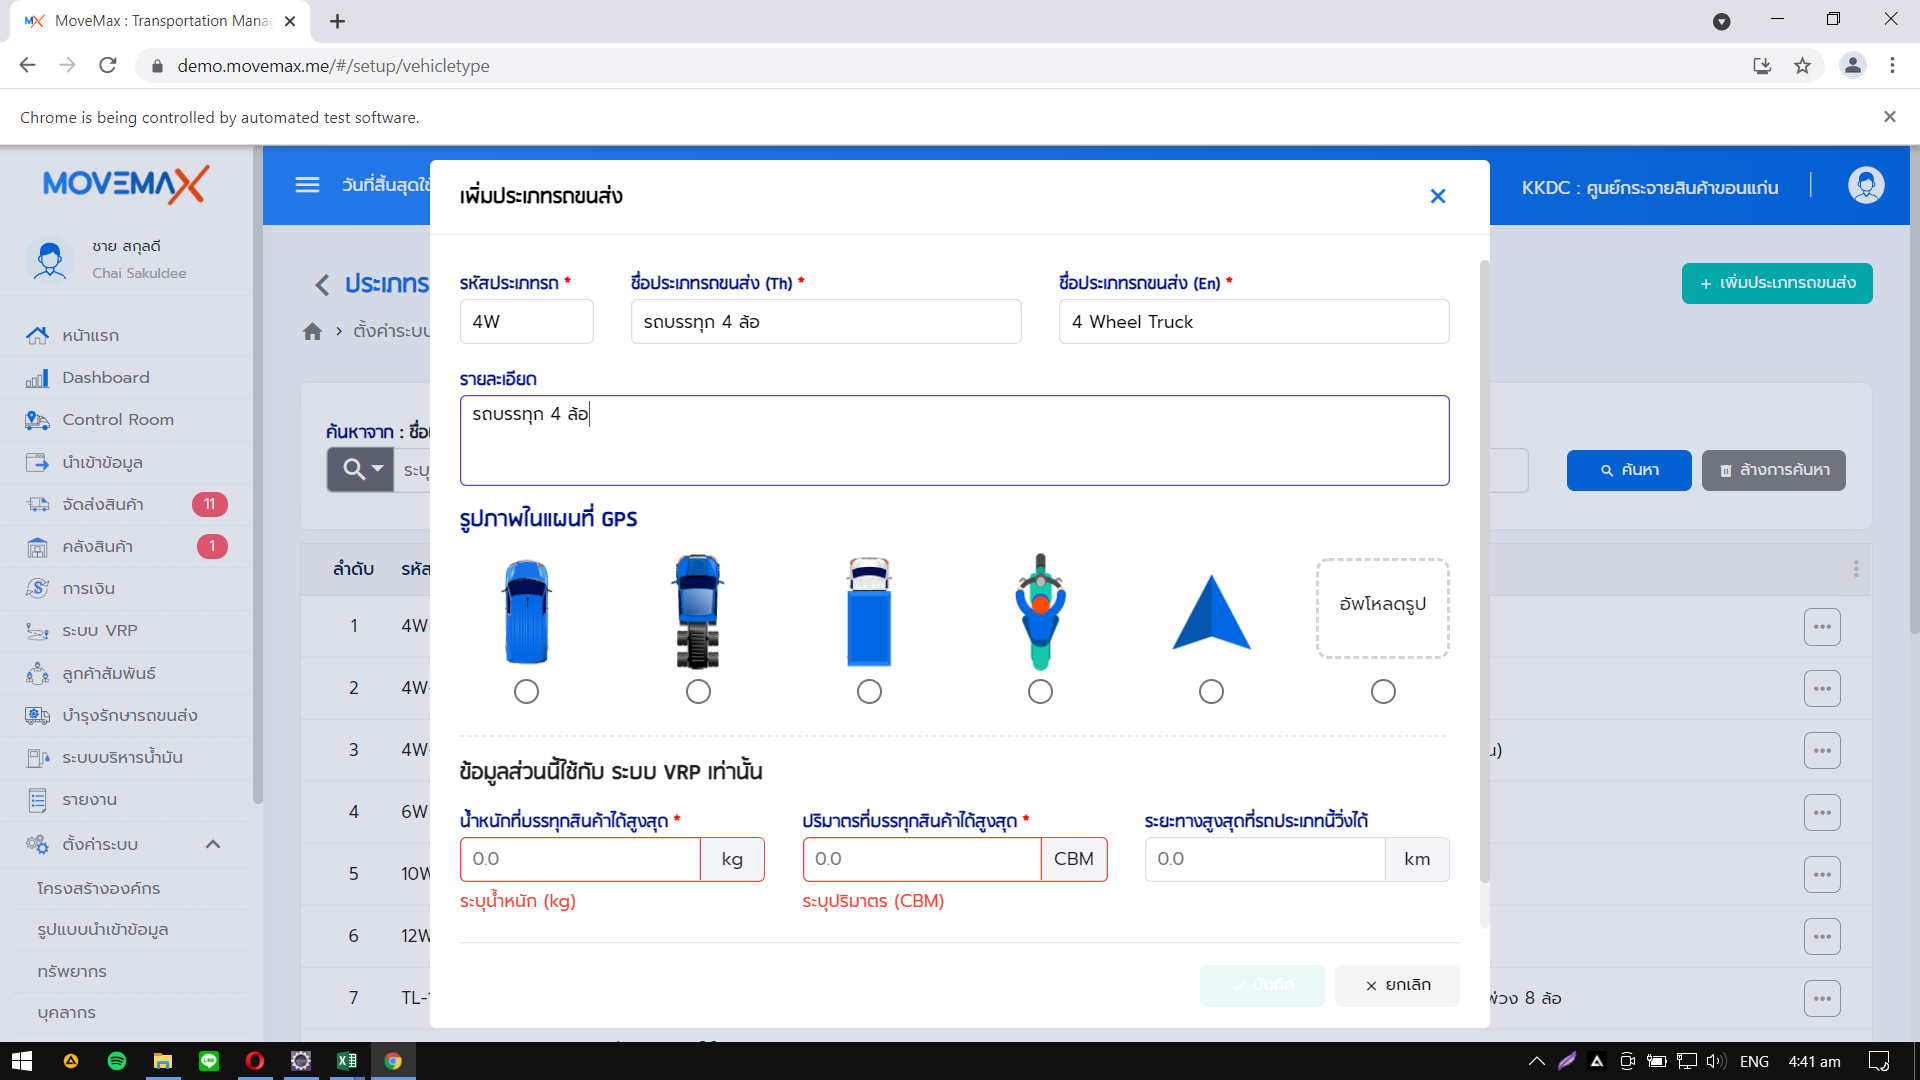 MoveMax : Transportation Mana
demo.movemax.me/#/setup/vehicletype
Chrome is being controlled by automated test software.
MOVEMAX
วันที่สิ้นสุดใช้
KKDC : ศูนย์กระจายสินค้าขอนแก่น
ชาย สกุลดี
Chai Sakuldee
หน้าแรก
Dashboard
Control Room
นำเข้าข้อมูล
จัดส่งสินค้า 11
คลังสินค้า 1
การเงิน
ระบบ VRP
ลูกค้าสัมพันธ์
บำรุงรักษารถขนส่ง
ระบบบริหารน้ำมัน
รายงาน
ตั้งค่าระบบ
โครงสร้างองค์กร
รูปแบบนำเข้าข้อมูล
ทรัพยากร
บุคลากร
ประเภทร
+ เพิ่มประเภทรถขนส่ง
ตั้งค่าระบบ
ค้นหาจาก : ชื่อ
ระบุ
ค้นหา
ล้างการค้นหา
ลำดับ รหัส
1 4W
2 4W-
3 4W-
4 6W
5 10W
6 12W
7 TL-1
พ่วง 8 ล้อ
เพิ่มประเภทรถขนส่ง
รหัสประเภทรถ * ชื่อประเภทรถขนส่ง (Th) * ชื่อประเภทรถขนส่ง (En) *
4W รถบรรทุก 4 ล้อ 4 Wheel Truck
รายละเอียด
รถบรรทุก 4 ล้อ
รูปภาพในแผนที่ GPS
อัพโหลดรูป
ข้อมูลส่วนนี้ใช้กับ ระบบ VRP เท่านั้น
น้ำหนักที่บรรทุกสินค้าได้สูงสุด * ปริมาตรที่บรรทุกสินค้าได้สูงสุด * ระยะทางสูงสุดที่รถประเภทนี้วิ่งได้
0.0 kg 0.0 CBM 0.0 km
ระบุน้ำหนัก (kg) ระบุปริมาตร (CBM)
บันทึก ยกเลิก
ENG 4:41 am